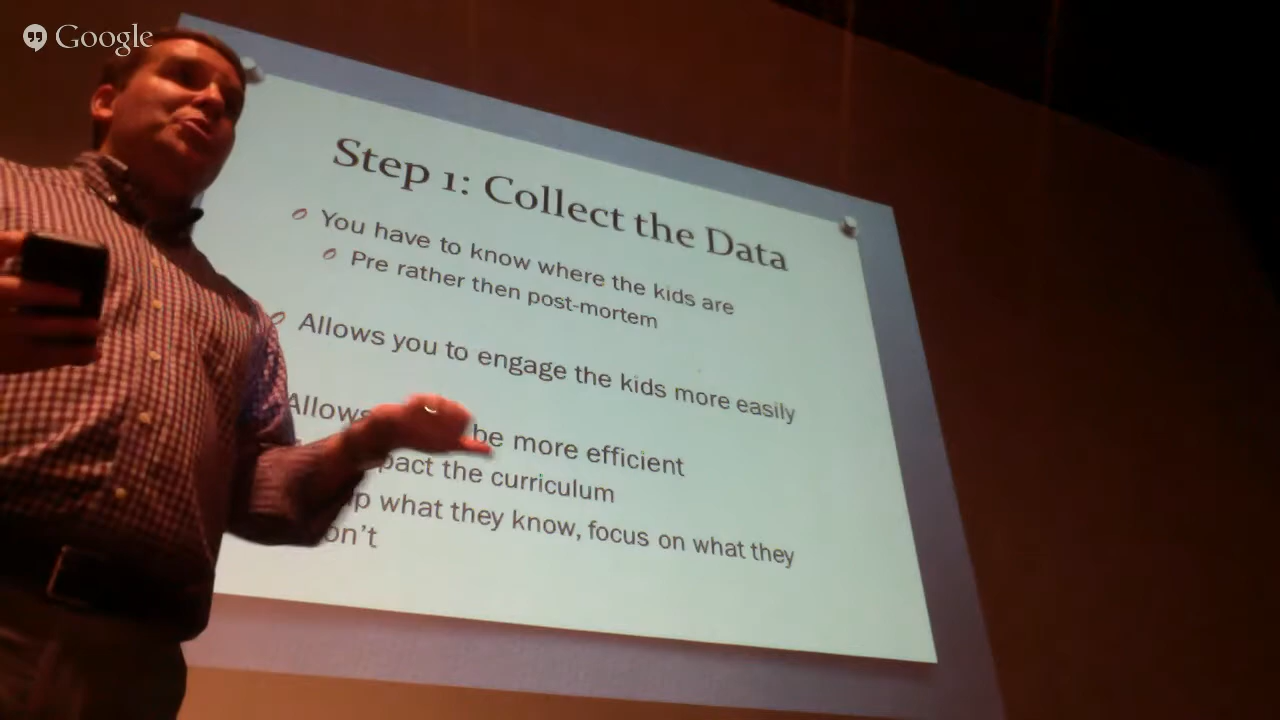 Google
Step 1: Collect the Data
You have to know where the kids are
Pre rather then post-mortem
Allows you to engage the kids more easily
Allows be more efficient
pact the curriculum
p what they know, focus on what they
on't